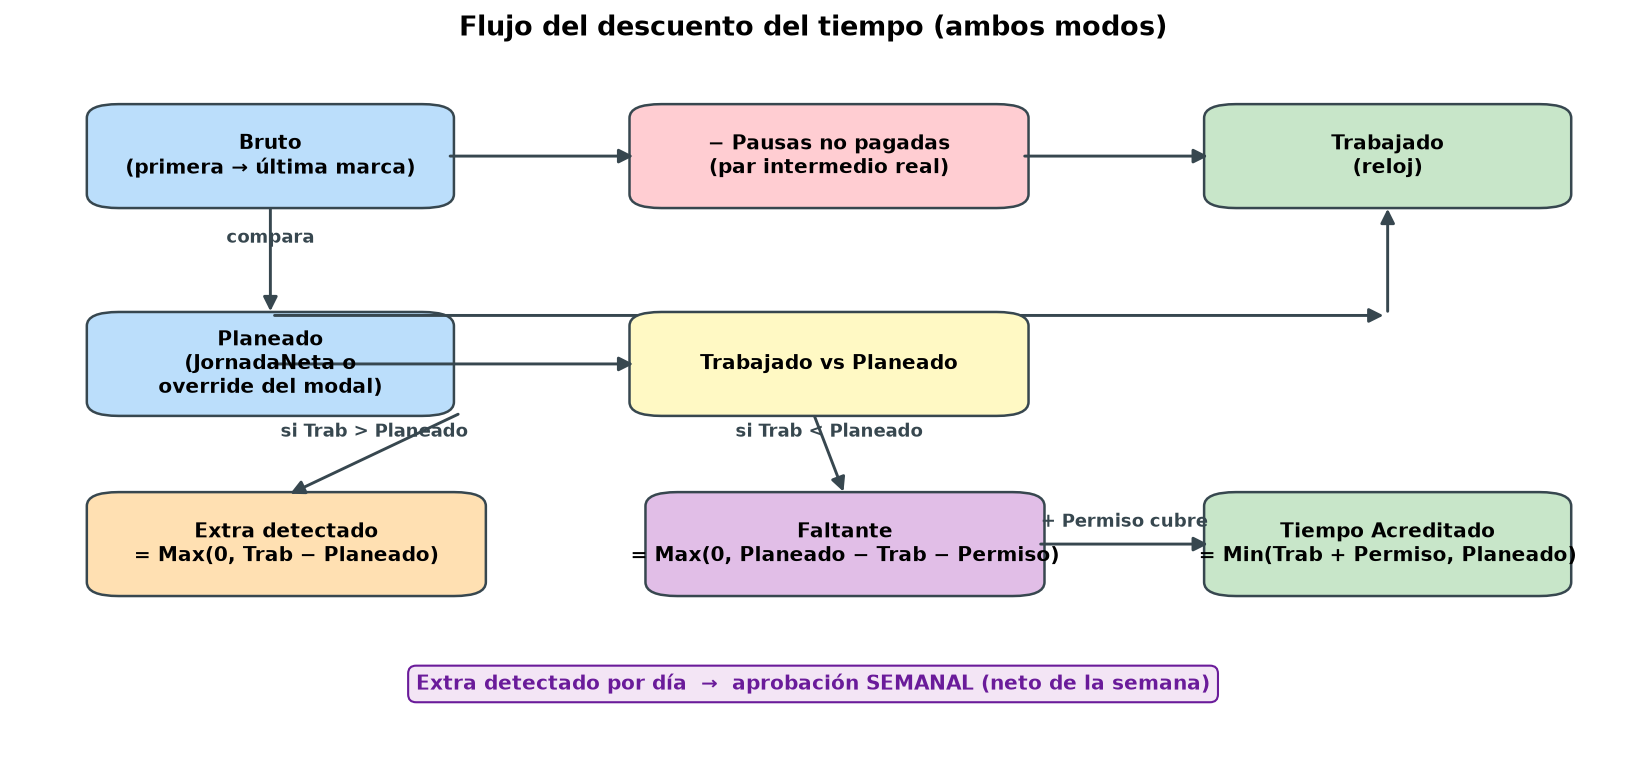 Flujo del descuento del tiempo (ambos modos)
Bruto
(primera → última marca)
− Pausas no pagadas
(par intermedio real)
Trabajado
(reloj)
compara
Planeado
(JornadaNeta o
override del modal)
Trabajado vs Planeado
si Trab > Planeado
si Trab < Planeado
Extra detectado
= Max(0, Trab − Planeado)
Faltante
= Max(0, Planeado − Trab − Permiso)
+ Permiso cubre
Tiempo Acreditado
= Min(Trab + Permiso, Planeado)
Extra detectado por día → aprobación SEMANAL (neto de la semana)